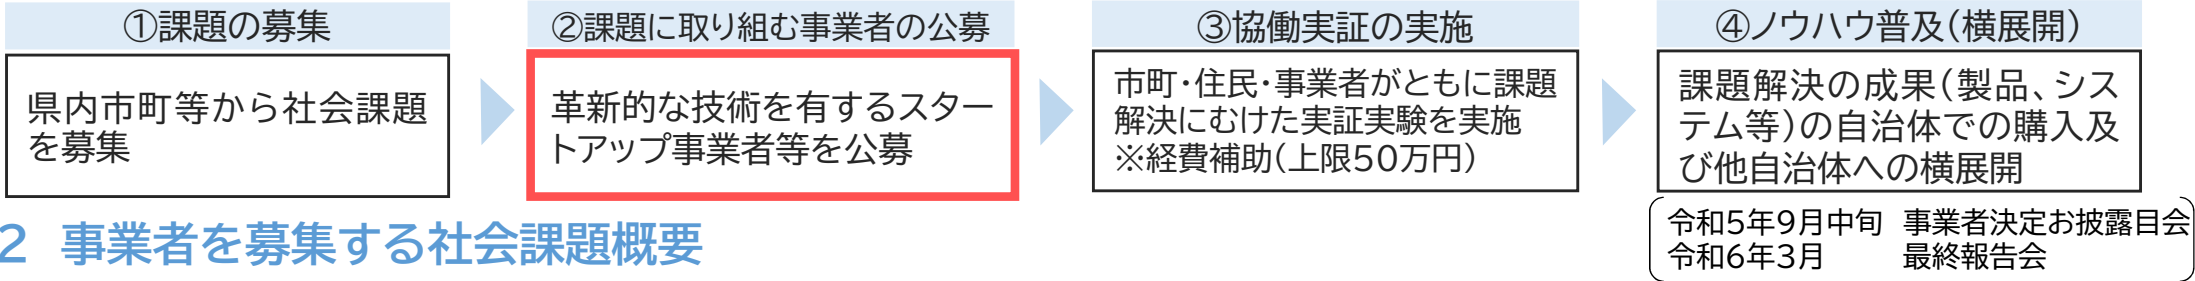 ①課題の募集
県内市町等から社会課題
を募集
②課題に取り組む事業者の公募
革新的な技術を有するスター
トアップ事業者等を公募
③協働実証の実施
市町・住民・事業者がともに課題
解決にむけた実証実験を実施
※経費補助(上限50万円)
④ノウハウ普及(横展開)
課題解決の成果(製品、シス
テム等)の自治体での購入及
び他自治体への横展開
令和5年9月中旬 事業者決定お披露目会
令和6年3月 最終報告会
2 事業者を募集する社会課題概要